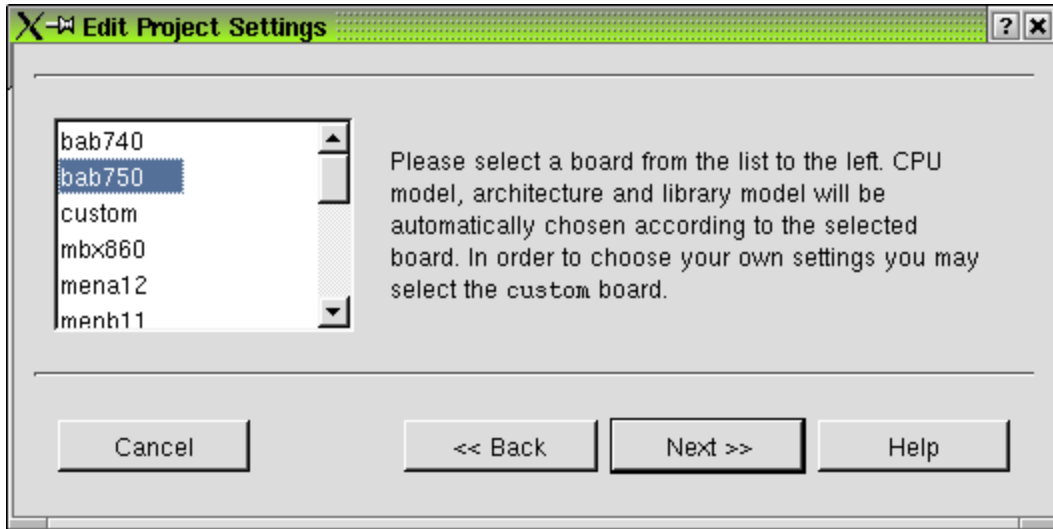 Edit Project Settings
bab740
bab750
custom
mbx860
mena12
menb11
Please select a board from the list to the left. CPU
model, architecture and library model will be
automatically chosen according to the selected
board. In order to choose your own settings you may
select the custom board.
Cancel
<< Back
Next >>
Help